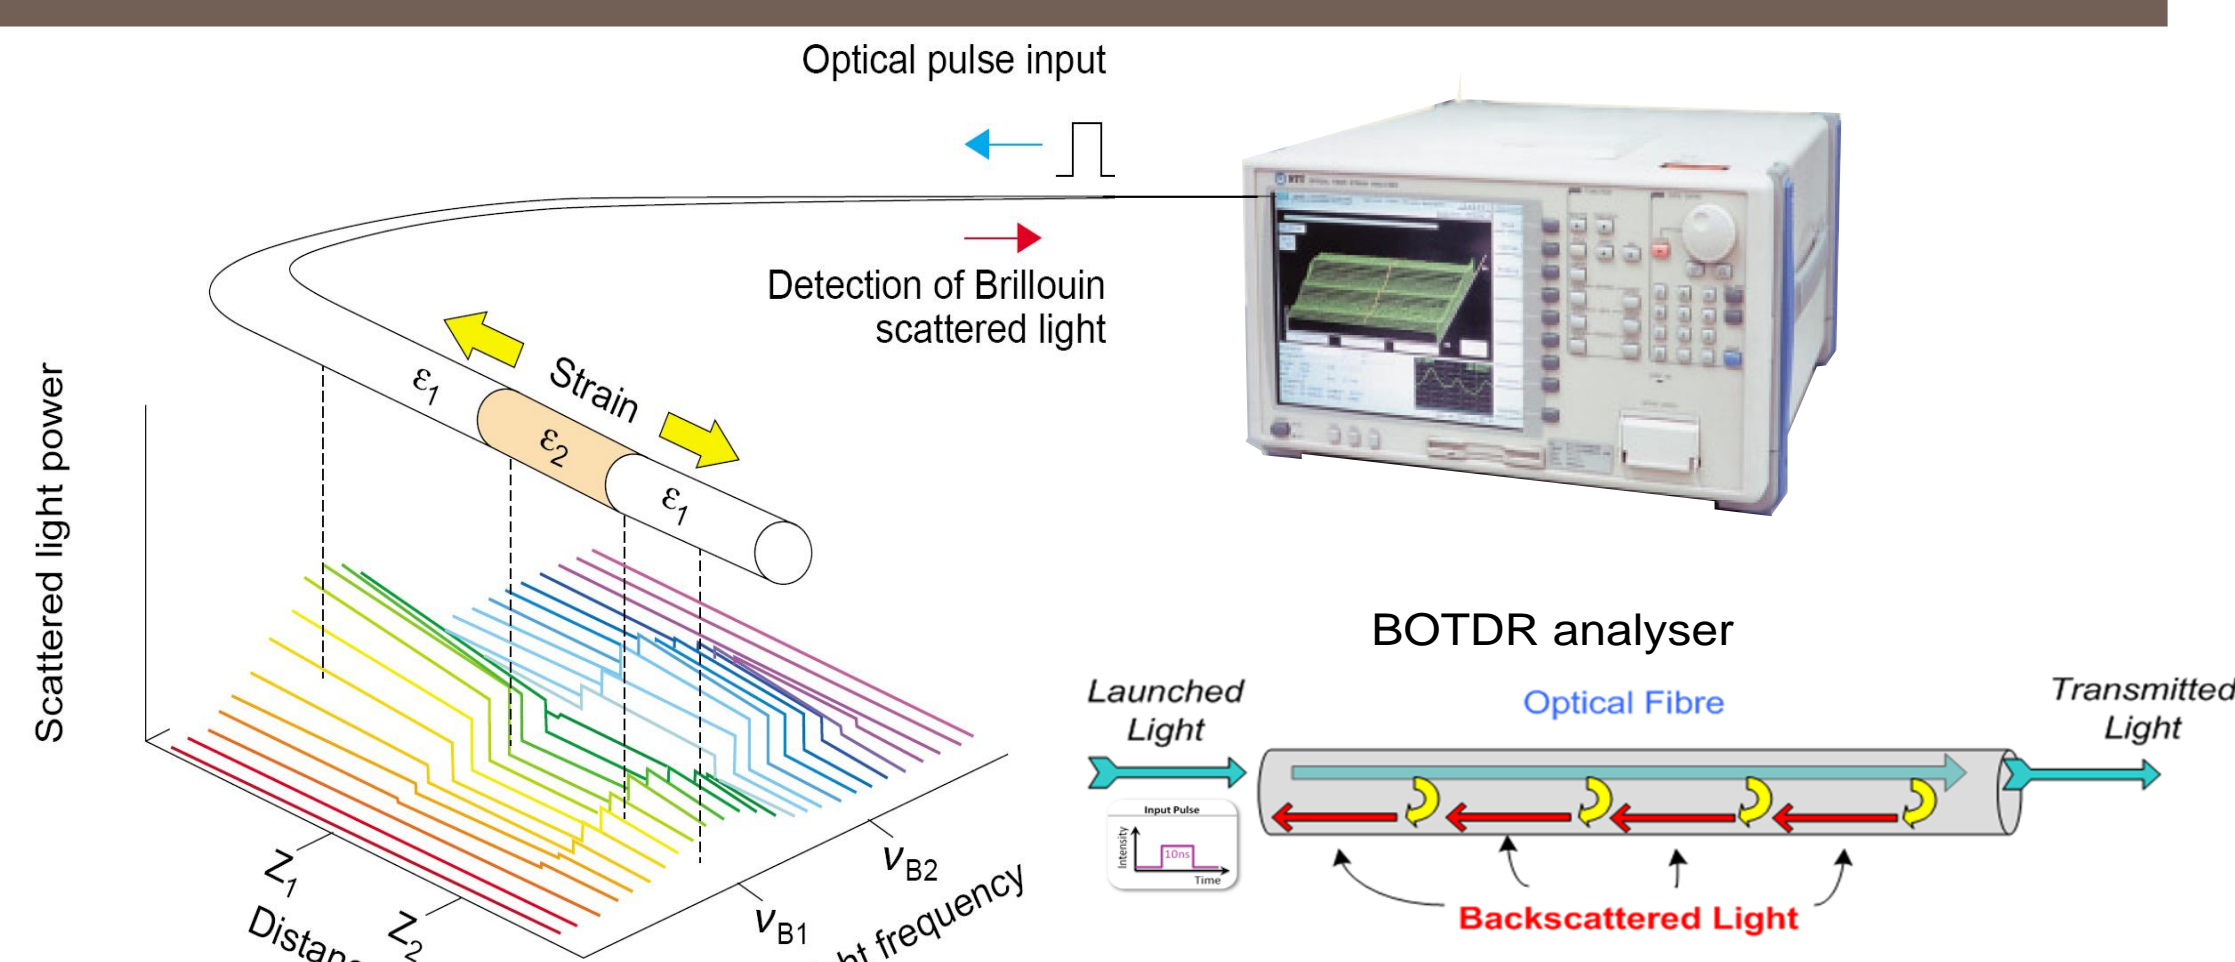 Optical pulse input
Detection of Brillouin
scattered light
Strain
ε1
ε2
ε1
Scattered light power
Z1
Z2
νB1
νB2
frequency
BOTDR analyser
Launched
Light
Optical Fibre
Transmitted
Light
Input Pulse
Intensity
10ns
Time
Backscattered Light